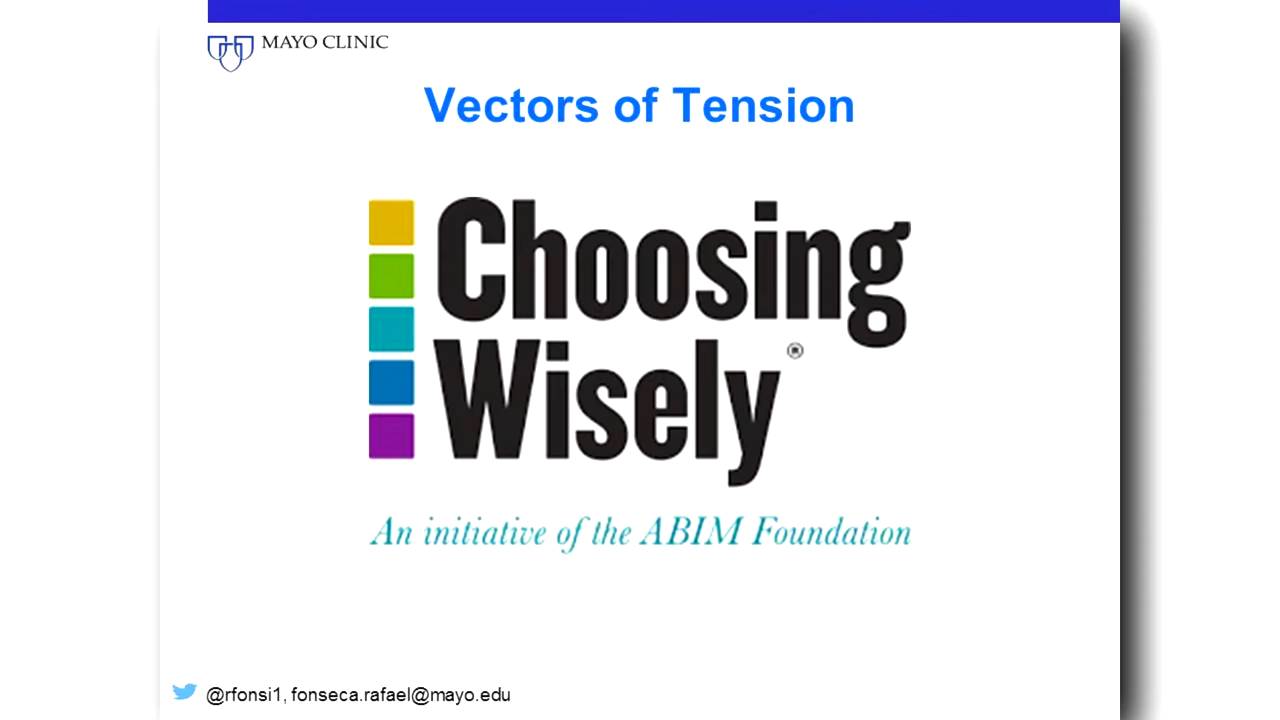 MAYO CLINIC
Vectors of Tension
Choosing
Wisely®
An initiative of the ABIM Foundation
@rfonsi1, fonseca.rafael@mayo.edu